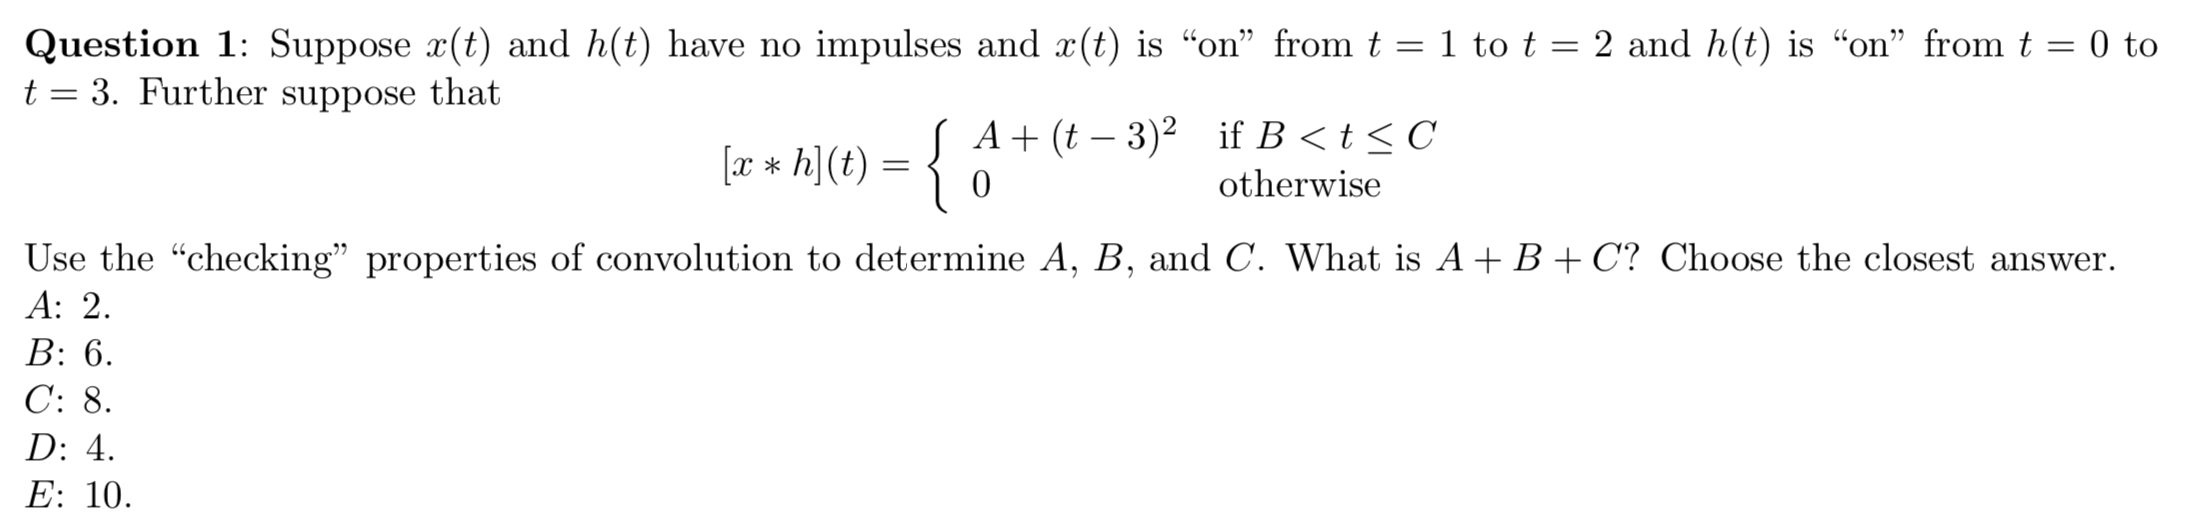 Question 1: Suppose x(t) and h(t) have no impulses and x(t) is “on” from t = 1 to t = 2 and h(t) is “on” from t = 0 to
t = 3. Further suppose that
[x ∗ h](t) = { A + (t − 3)² if B < t ≤ C
0 otherwise
Use the “checking” properties of convolution to determine A, B, and C. What is A + B + C? Choose the closest answer.
A: 2.
B: 6.
C: 8.
D: 4.
E: 10.